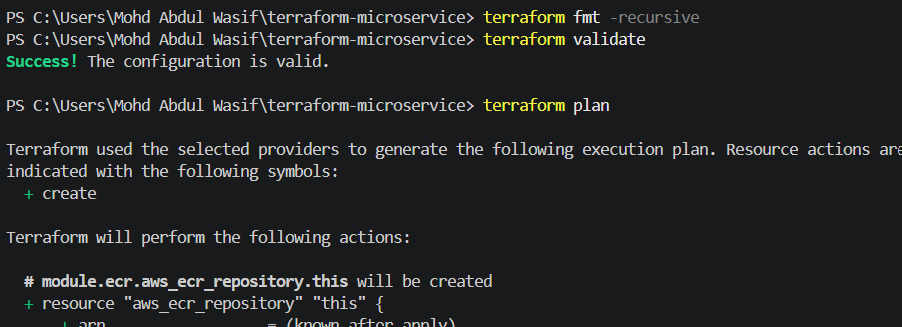 PS C:\Users\Mohd Abdul Wasif\terraform-microservice> terraform fmt -recursive
PS C:\Users\Mohd Abdul Wasif\terraform-microservice> terraform validate
Success! The configuration is valid.
PS C:\Users\Mohd Abdul Wasif\terraform-microservice> terraform plan
Terraform used the selected providers to generate the following execution plan. Resource actions are
indicated with the following symbols:
+ create
Terraform will perform the following actions:
# module.ecr.aws_ecr_repository.this will be created
+ resource "aws_ecr_repository" "this" {
+ arn = (known after apply)